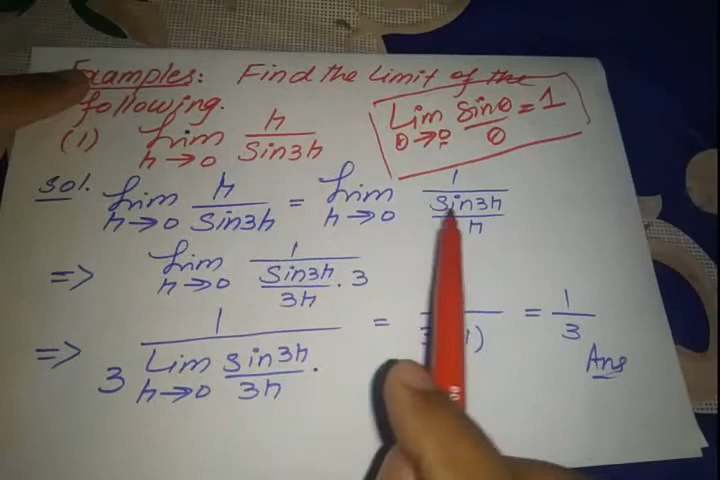 Examples: Find the Limit of the
following.
(1) Lim h→0 h/Sin3h
Lim θ→0 Sinθ/θ = 1
Sol. Lim h→0 h/Sin3h = Lim h→0 1/(Sin3h/h)
=> Lim h→0 1/(Sin3h/3h . 3)
=> 1/(3 Lim h→0 Sin3h/3h) . = 1) = 1/3
Ans